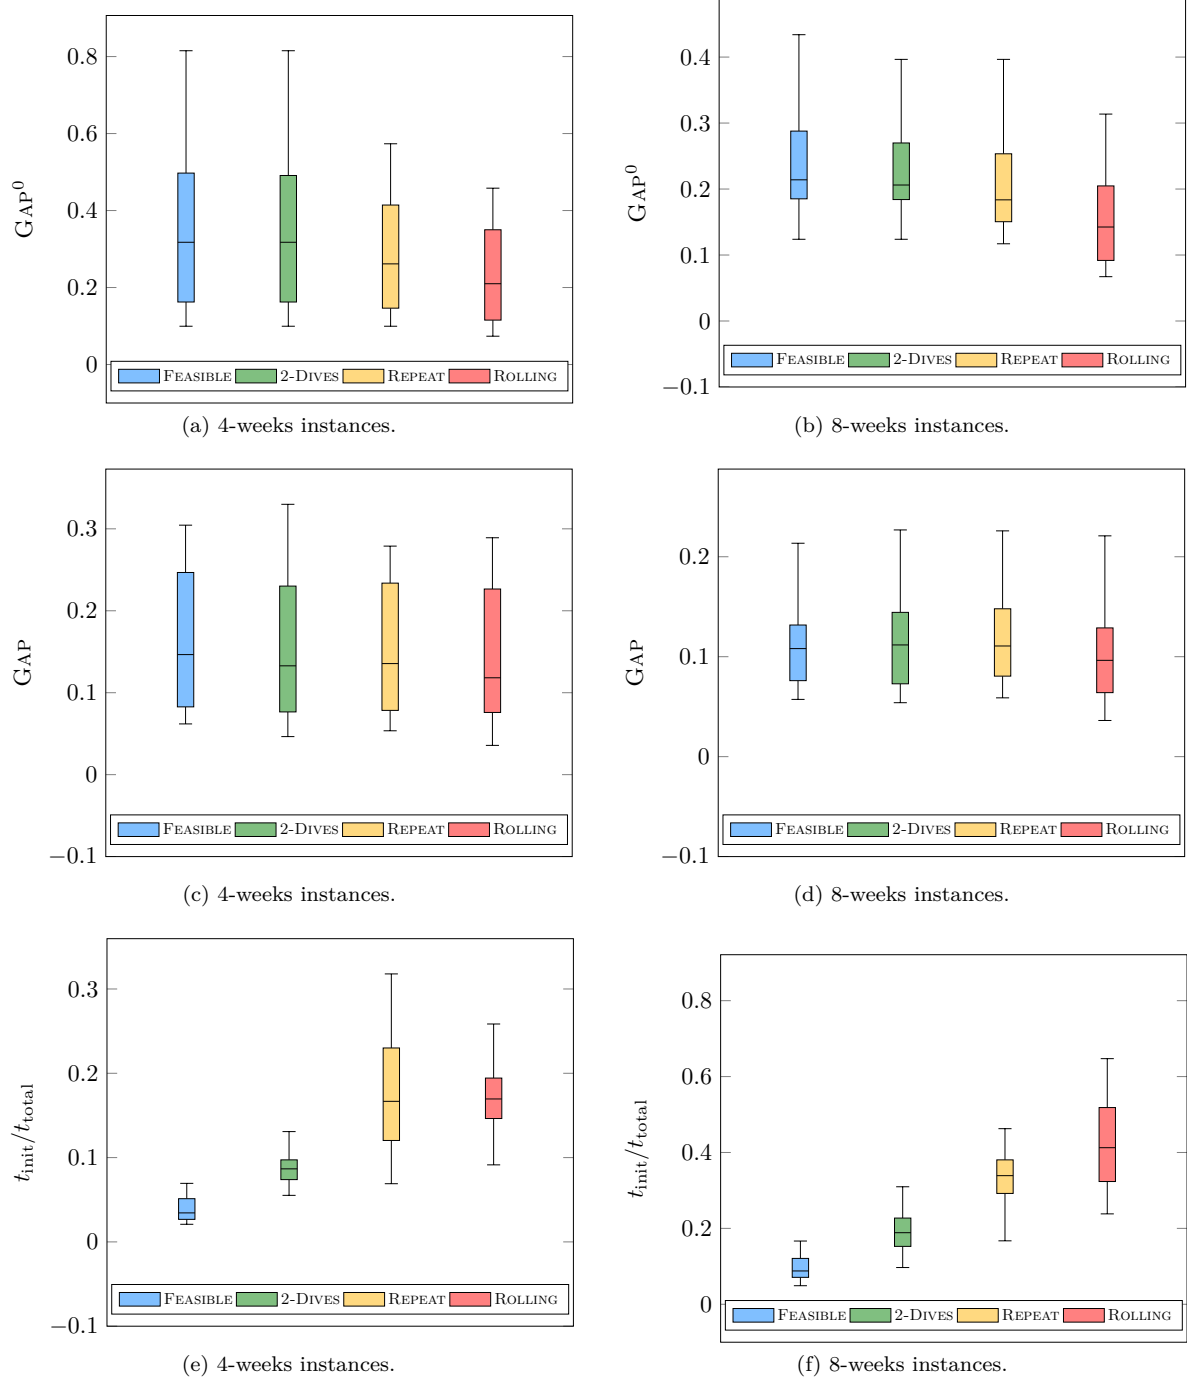 0.8
0.6
0.4
0.2
0
GAP⁰
FEASIBLE 2-DIVES REPEAT ROLLING
(a) 4-weeks instances.
0.4
0.3
0.2
0.1
0
−0.1
GAP⁰
FEASIBLE 2-DIVES REPEAT ROLLING
(b) 8-weeks instances.
0.3
0.2
0.1
0
−0.1
GAP
FEASIBLE 2-DIVES REPEAT ROLLING
(c) 4-weeks instances.
0.2
0.1
0
−0.1
GAP
FEASIBLE 2-DIVES REPEAT ROLLING
(d) 8-weeks instances.
0.3
0.2
0.1
0
−0.1
t_init/t_total
FEASIBLE 2-DIVES REPEAT ROLLING
(e) 4-weeks instances.
0.8
0.6
0.4
0.2
0
t_init/t_total
FEASIBLE 2-DIVES REPEAT ROLLING
(f) 8-weeks instances.